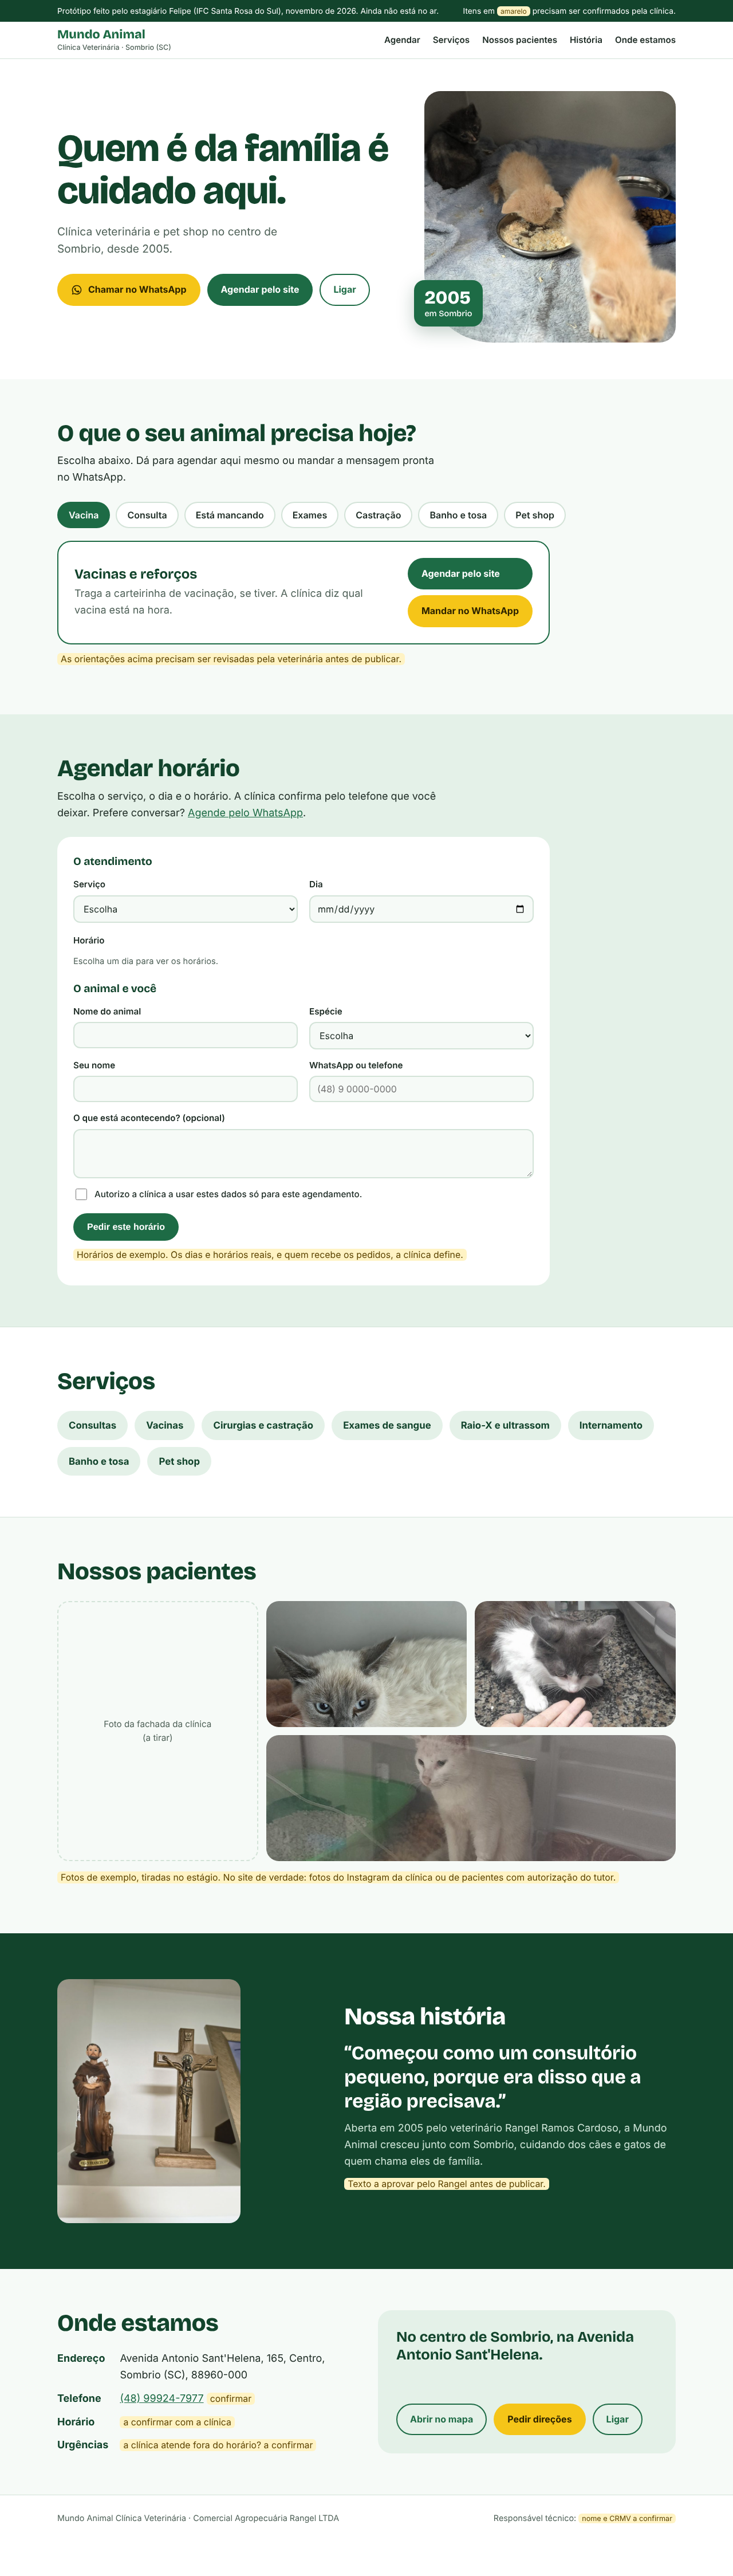 Protótipo feito pelo estagiário Felipe (IFC Santa Rosa do Sul), novembro de 2026. Ainda não está no ar.
Itens em amarelo precisam ser confirmados pela clínica.
Mundo Animal
Clínica Veterinária · Sombrio (SC)
Agendar Serviços Nossos pacientes História Onde estamos
Quem é da família é
cuidado aqui.
Clínica veterinária e pet shop no centro de
Sombrio, desde 2005.
Chamar no WhatsApp Agendar pelo site Ligar
2005
em Sombrio
O que o seu animal precisa hoje?
Escolha abaixo. Dá para agendar aqui mesmo ou mandar a mensagem pronta
no WhatsApp.
Vacina Consulta Está mancando Exames Castração Banho e tosa Pet shop
Vacinas e reforços
Traga a carteirinha de vacinação, se tiver. A clínica diz qual
vacina está na hora.
Agendar pelo site
Mandar no WhatsApp
As orientações acima precisam ser revisadas pela veterinária antes de publicar.
Agendar horário
Escolha o serviço, o dia e o horário. A clínica confirma pelo telefone que você
deixar. Prefere conversar? Agende pelo WhatsApp.
O atendimento
Serviço Dia
Escolha mm/dd/yyyy
Horário
Escolha um dia para ver os horários.
O animal e você
Nome do animal Espécie
Escolha
Seu nome WhatsApp ou telefone
(48) 9 0000-0000
O que está acontecendo? (opcional)
Autorizo a clínica a usar estes dados só para este agendamento.
Pedir este horário
Horários de exemplo. Os dias e horários reais, e quem recebe os pedidos, a clínica define.
Serviços
Consultas Vacinas Cirurgias e castração Exames de sangue Raio-X e ultrassom Internamento
Banho e tosa Pet shop
Nossos pacientes
Foto da fachada da clínica
(a tirar)
Fotos de exemplo, tiradas no estágio. No site de verdade: fotos do Instagram da clínica ou de pacientes com autorização do tutor.
Nossa história
“Começou como um consultório
pequeno, porque era disso que a
região precisava.”
Aberta em 2005 pelo veterinário Rangel Ramos Cardoso, a Mundo
Animal cresceu junto com Sombrio, cuidando dos cães e gatos de
quem chama eles de família.
Texto a aprovar pelo Rangel antes de publicar.
Onde estamos
Endereço Avenida Antonio Sant'Helena, 165, Centro,
Sombrio (SC), 88960-000
Telefone (48) 99924-7977 confirmar
Horário a confirmar com a clínica
Urgências a clínica atende fora do horário? a confirmar
No centro de Sombrio, na Avenida
Antonio Sant'Helena.
Abrir no mapa Pedir direções Ligar
Mundo Animal Clínica Veterinária · Comercial Agropecuária Rangel LTDA
Responsável técnico: nome e CRMV a confirmar